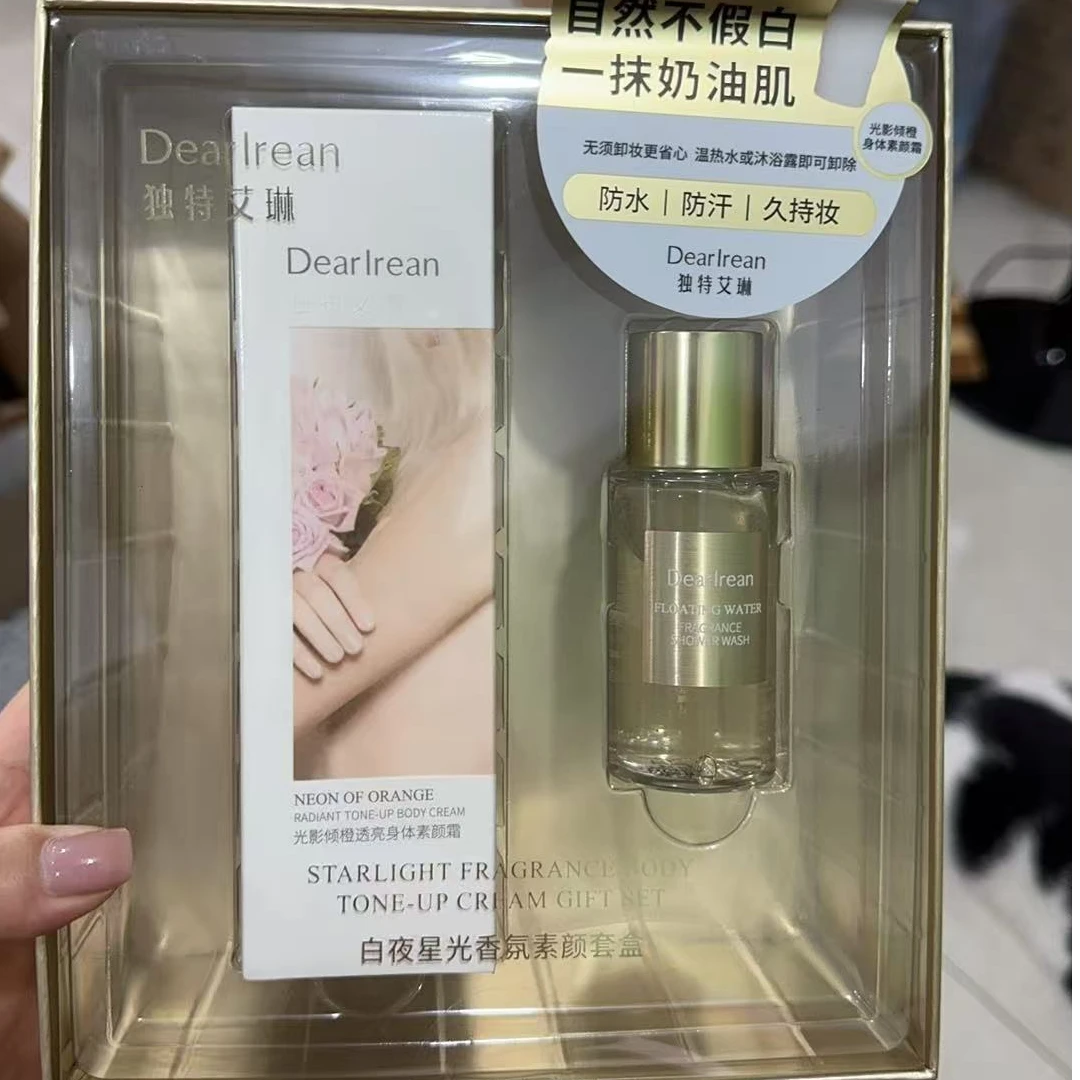 自然不假白
一抹奶油肌
光影倾橙
身体素颜霜
无须卸妆更省心 温热水或沐浴露即可卸除
防水｜防汗｜久持妆
DearIrean
独特艾琳
DearIrean
独特艾琳
DearIrean
NEON OF ORANGE
RADIANT TONE-UP BODY CREAM
光影倾橙透亮身体素颜霜
DearIrean
FLOATING WATER
FRAGRANCE
SHOWER WASH
STARLIGHT FRAGRANCE BODY
TONE-UP CREAM GIFT SET
白夜星光香氛素颜套盒